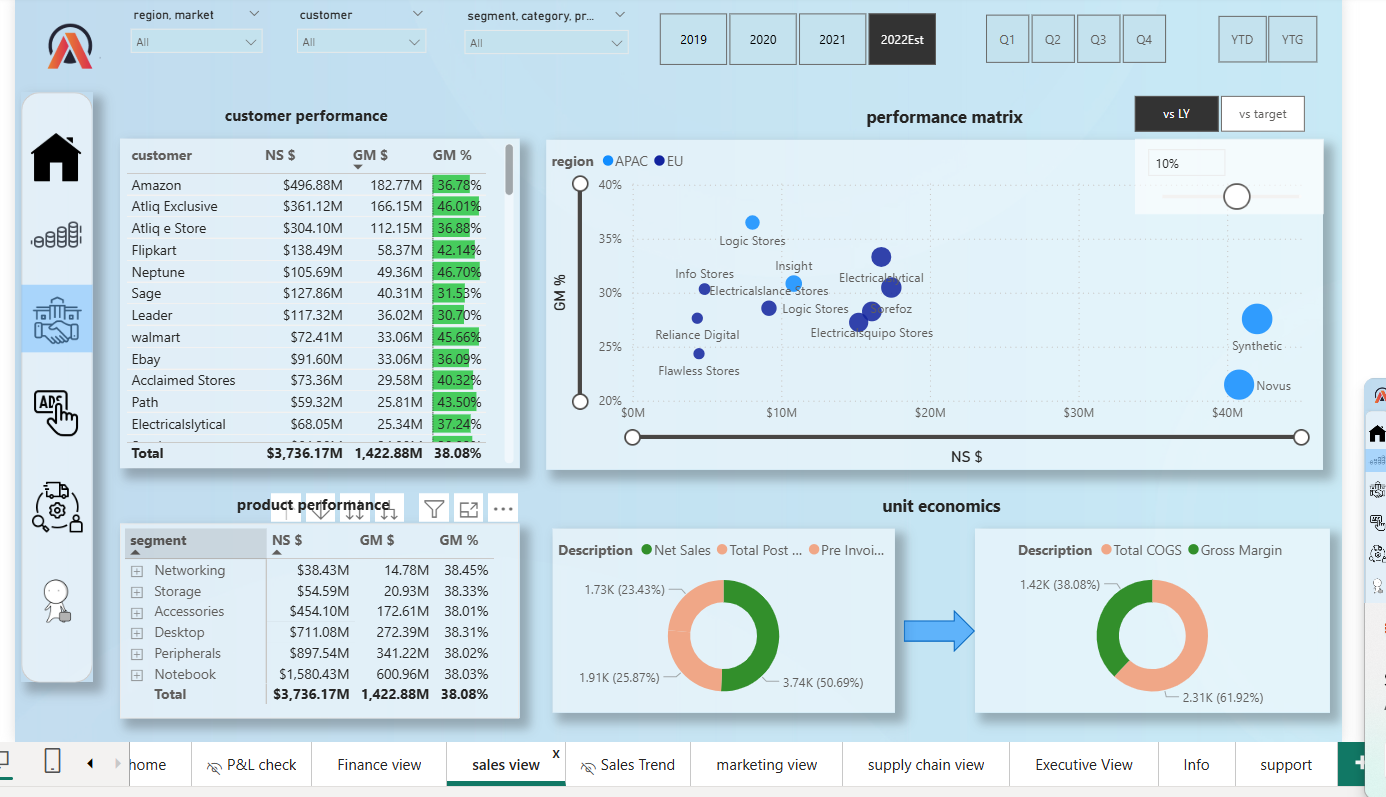 region, market
customer
segment, category, pr...
All
All
All
2019
2020
2021
2022Est
Q1
Q2
Q3
Q4
YTD
YTG
customer performance
customer NS $ GM $ GM %
Amazon $496.88M 182.77M 36.78%
Atliq Exclusive $361.12M 166.15M 46.01%
Atliq e Store $304.10M 112.15M 36.88%
Flipkart $138.49M 58.37M 42.14%
Neptune $105.69M 49.36M 46.70%
Sage $127.86M 40.31M 31.53%
Leader $117.32M 36.02M 30.70%
walmart $72.41M 33.06M 45.66%
Ebay $91.60M 33.06M 36.09%
Acclaimed Stores $73.36M 29.58M 40.32%
Path $59.32M 25.81M 43.50%
Electricalslytical $68.05M 25.34M 37.24%
Total $3,736.17M 1,422.88M 38.08%
performance matrix
vs LY
vs target
10%
region APAC EU
GM %
40%
35%
30%
25%
20%
Logic Stores
Insight
Info Stores
Electricalslytical
Electricalslance Stores
Logic Stores
Sorefoz
Reliance Digital
Electricalsquipo Stores
Flawless Stores
Synthetic
Novus
$0M $10M $20M $30M $40M
NS $
product performance
segment NS $ GM $ GM %
Networking $38.43M 14.78M 38.45%
Storage $54.59M 20.93M 38.33%
Accessories $454.10M 172.61M 38.01%
Desktop $711.08M 272.39M 38.31%
Peripherals $897.54M 341.22M 38.02%
Notebook $1,580.43M 600.96M 38.03%
Total $3,736.17M 1,422.88M 38.08%
unit economics
Description Net Sales Total Post ... Pre Invoi...
1.73K (23.43%)
1.91K (25.87%)
3.74K (50.69%)
Description Total COGS Gross Margin
1.42K (38.08%)
2.31K (61.92%)
ADS
home
P&L check
Finance view
sales view
x
Sales Trend
marketing view
supply chain view
Executive View
Info
support